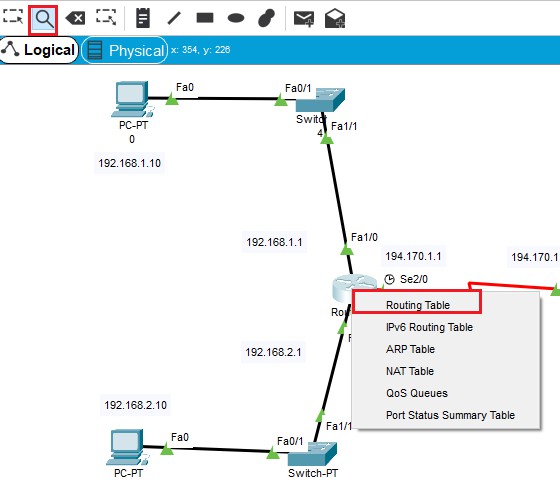 Logical
Physical
x: 354, y: 226
Fa0
Fa0/1
PC-PT
0
Switc
4
Fa1/1
192.168.1.10
192.168.1.1
Fa1/0
194.170.1.1
194.170.1
Se2/0
Rou
Routing Table
IPv6 Routing Table
ARP Table
NAT Table
QoS Queues
Port Status Summary Table
192.168.2.1
192.168.2.10
Fa1/1
Fa0
Fa0/1
PC-PT
Switch-PT